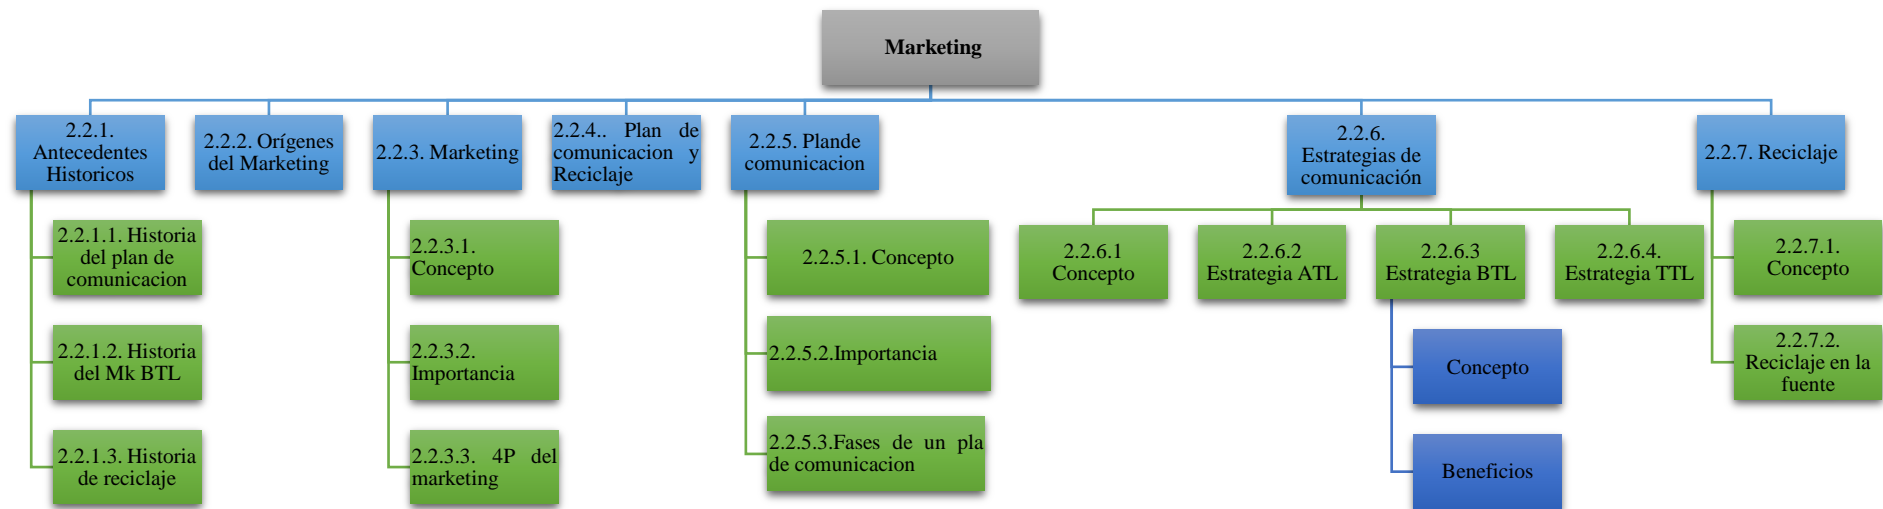 Marketing
2.2.1.
Antecedentes
Historicos
2.2.2. Orígenes
del Marketing
2.2.3. Marketing
2.2.4.. Plan de
comunicacion y
Reciclaje
2.2.5. Plande
comunicacion
2.2.6.
Estrategias de
comunicación
2.2.7. Reciclaje
2.2.1.1. Historia
del plan de
comunicacion
2.2.1.2. Historia
del Mk BTL
2.2.1.3. Historia
de reciclaje
2.2.3.1.
Concepto
2.2.3.2.
Importancia
2.2.3.3. 4P del
marketing
2.2.5.1. Concepto
2.2.5.2.Importancia
2.2.5.3.Fases de un pla
de comunicacion
2.2.6.1
Concepto
2.2.6.2
Estrategia ATL
2.2.6.3
Estrategia BTL
2.2.6.4.
Estrategia TTL
Concepto
Beneficios
2.2.7.1.
Concepto
2.2.7.2.
Reciclaje en la
fuente